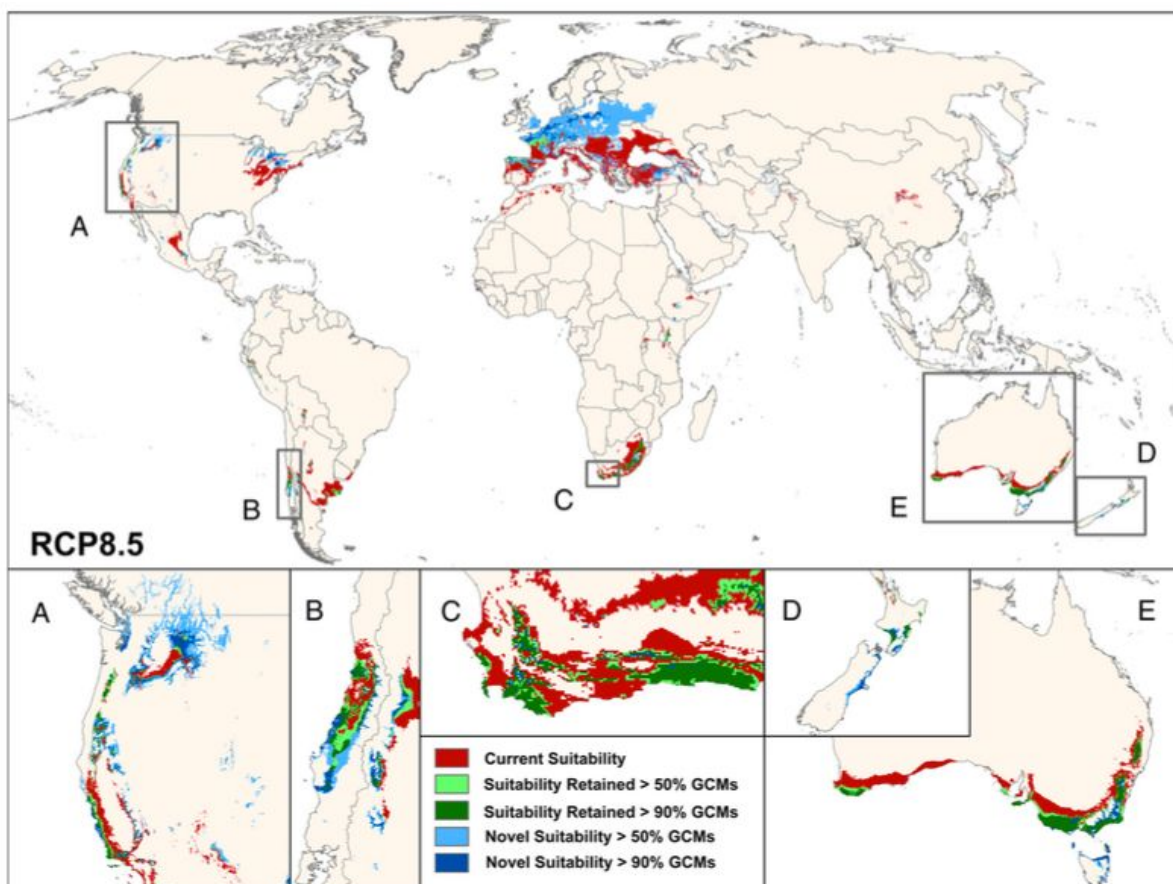 A
B
C
D
E
RCP8.5
A
B
C
D
E
Current Suitability
Suitability Retained > 50% GCMs
Suitability Retained > 90% GCMs
Novel Suitability > 50% GCMs
Novel Suitability > 90% GCMs